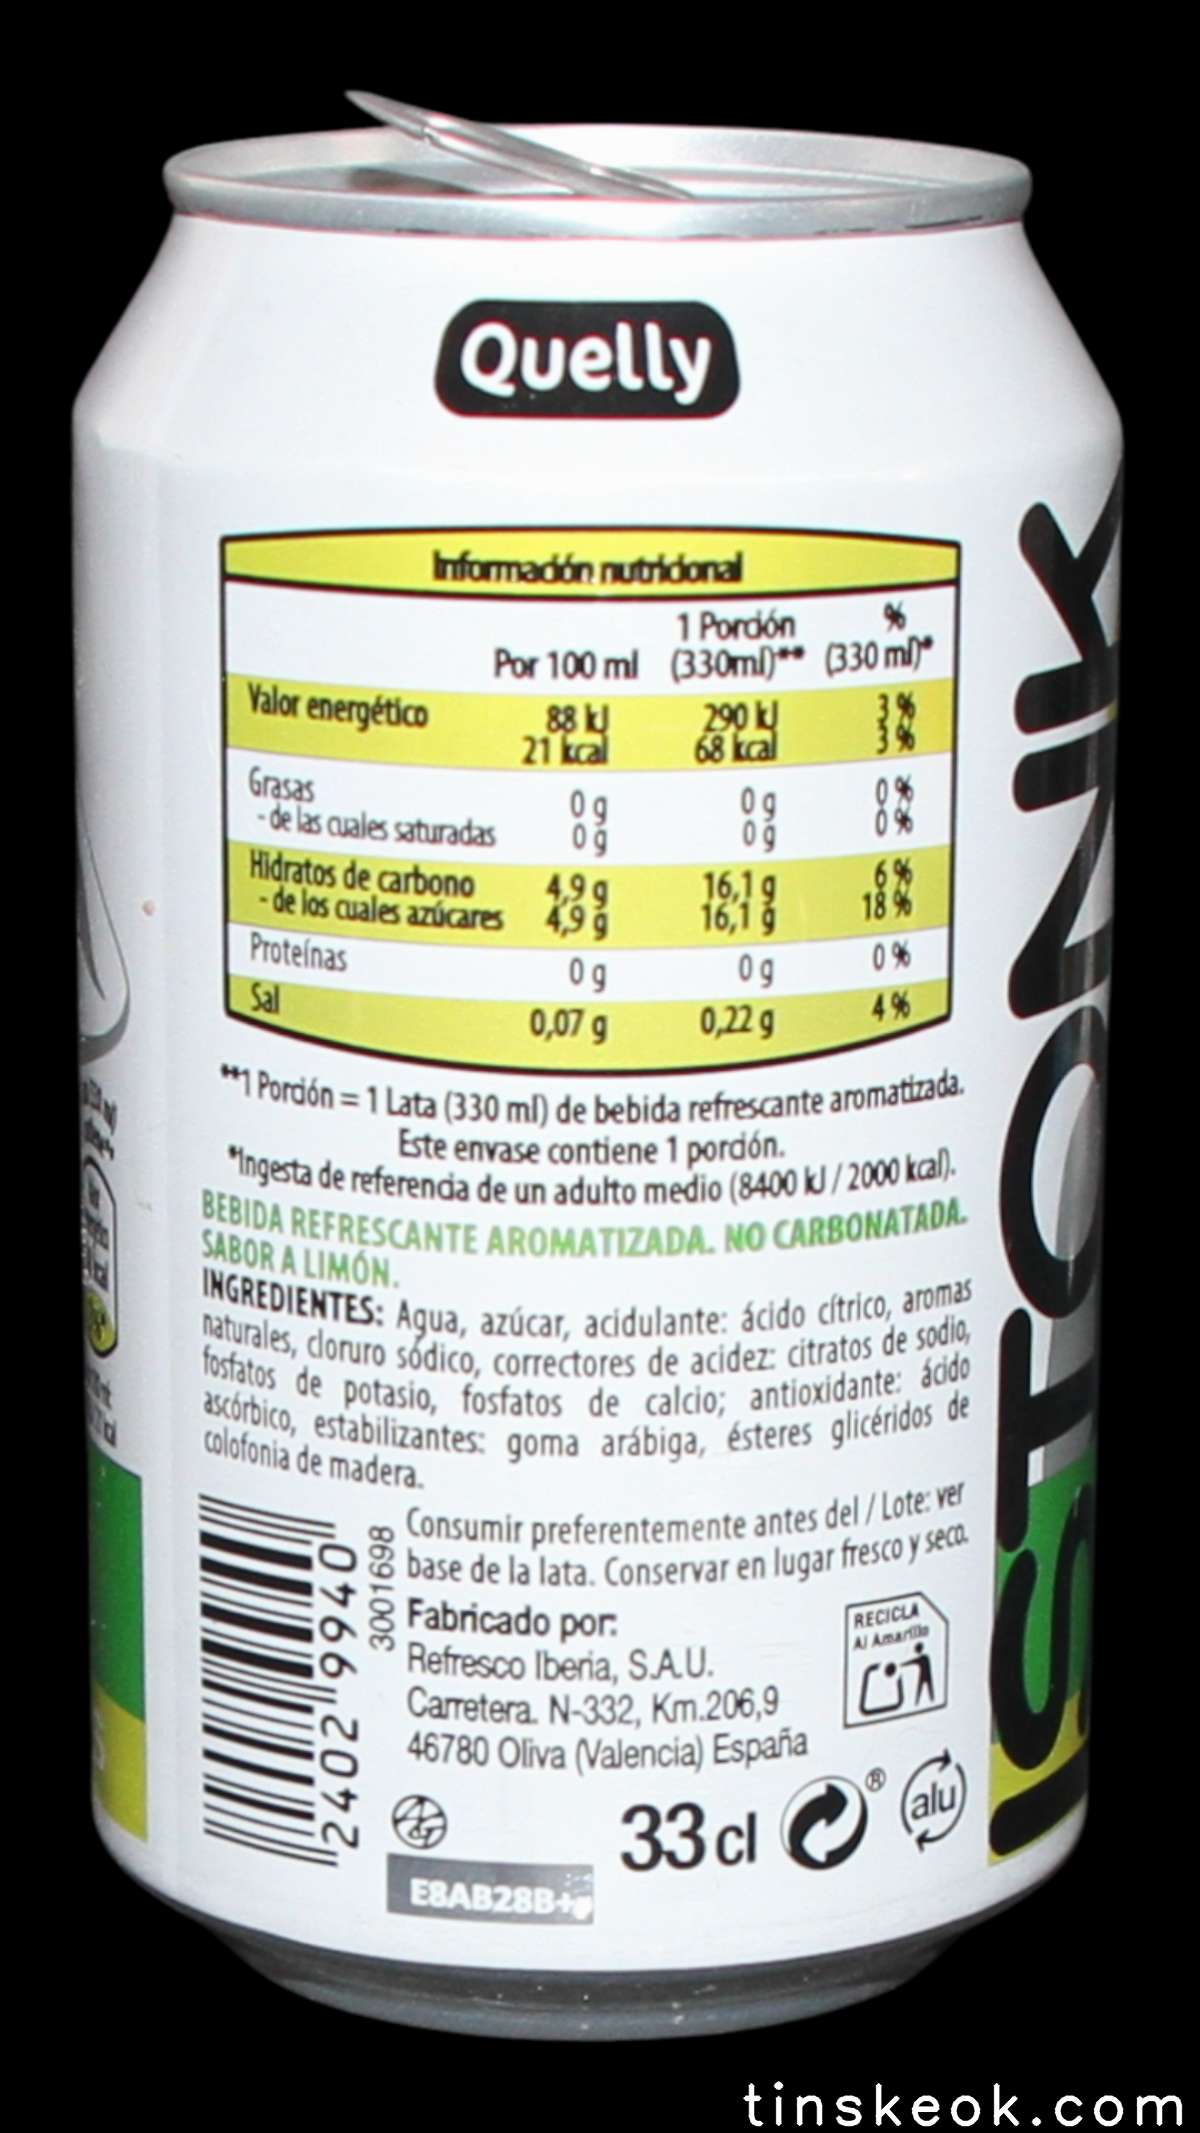 Quelly
Información nutricional
Por 100 ml 1 Porción (330ml)** % (330 ml)*
Valor energético 88 kJ 290 kJ 3 %
21 kcal 68 kcal 3 %
Grasas 0 g 0 g 0 %
- de las cuales saturadas 0 g 0 g 0 %
Hidratos de carbono 4,9 g 16,1 g 6 %
- de los cuales azúcares 4,9 g 16,1 g 18 %
Proteínas 0 g 0 g 0 %
Sal 0,07 g 0,22 g 4 %
**1 Porción = 1 Lata (330 ml) de bebida refrescante aromatizada.
Este envase contiene 1 porción.
*Ingesta de referencia de un adulto medio (8400 kJ / 2000 kcal).
BEBIDA REFRESCANTE AROMATIZADA. NO CARBONATADA.
SABOR A LIMÓN.
INGREDIENTES: Agua, azúcar, acidulante: ácido cítrico, aromas
naturales, cloruro sódico, correctores de acidez: citratos de sodio,
fosfatos de potasio, fosfatos de calcio; antioxidante: ácido
ascórbico, estabilizantes: goma arábiga, ésteres glicéridos de
colofonia de madera.
Consumir preferentemente antes del / Lote: ver
base de la lata. Conservar en lugar fresco y seco.
Fabricado por:
Refresco Iberia, S.A.U.
Carretera. N-332, Km.206,9
46780 Oliva (Valencia) España
24029940
3001698
RECICLA
Al Amarillo
33 cl
®
alu
E8AB28B+
ISTONIK
tinskeok.com